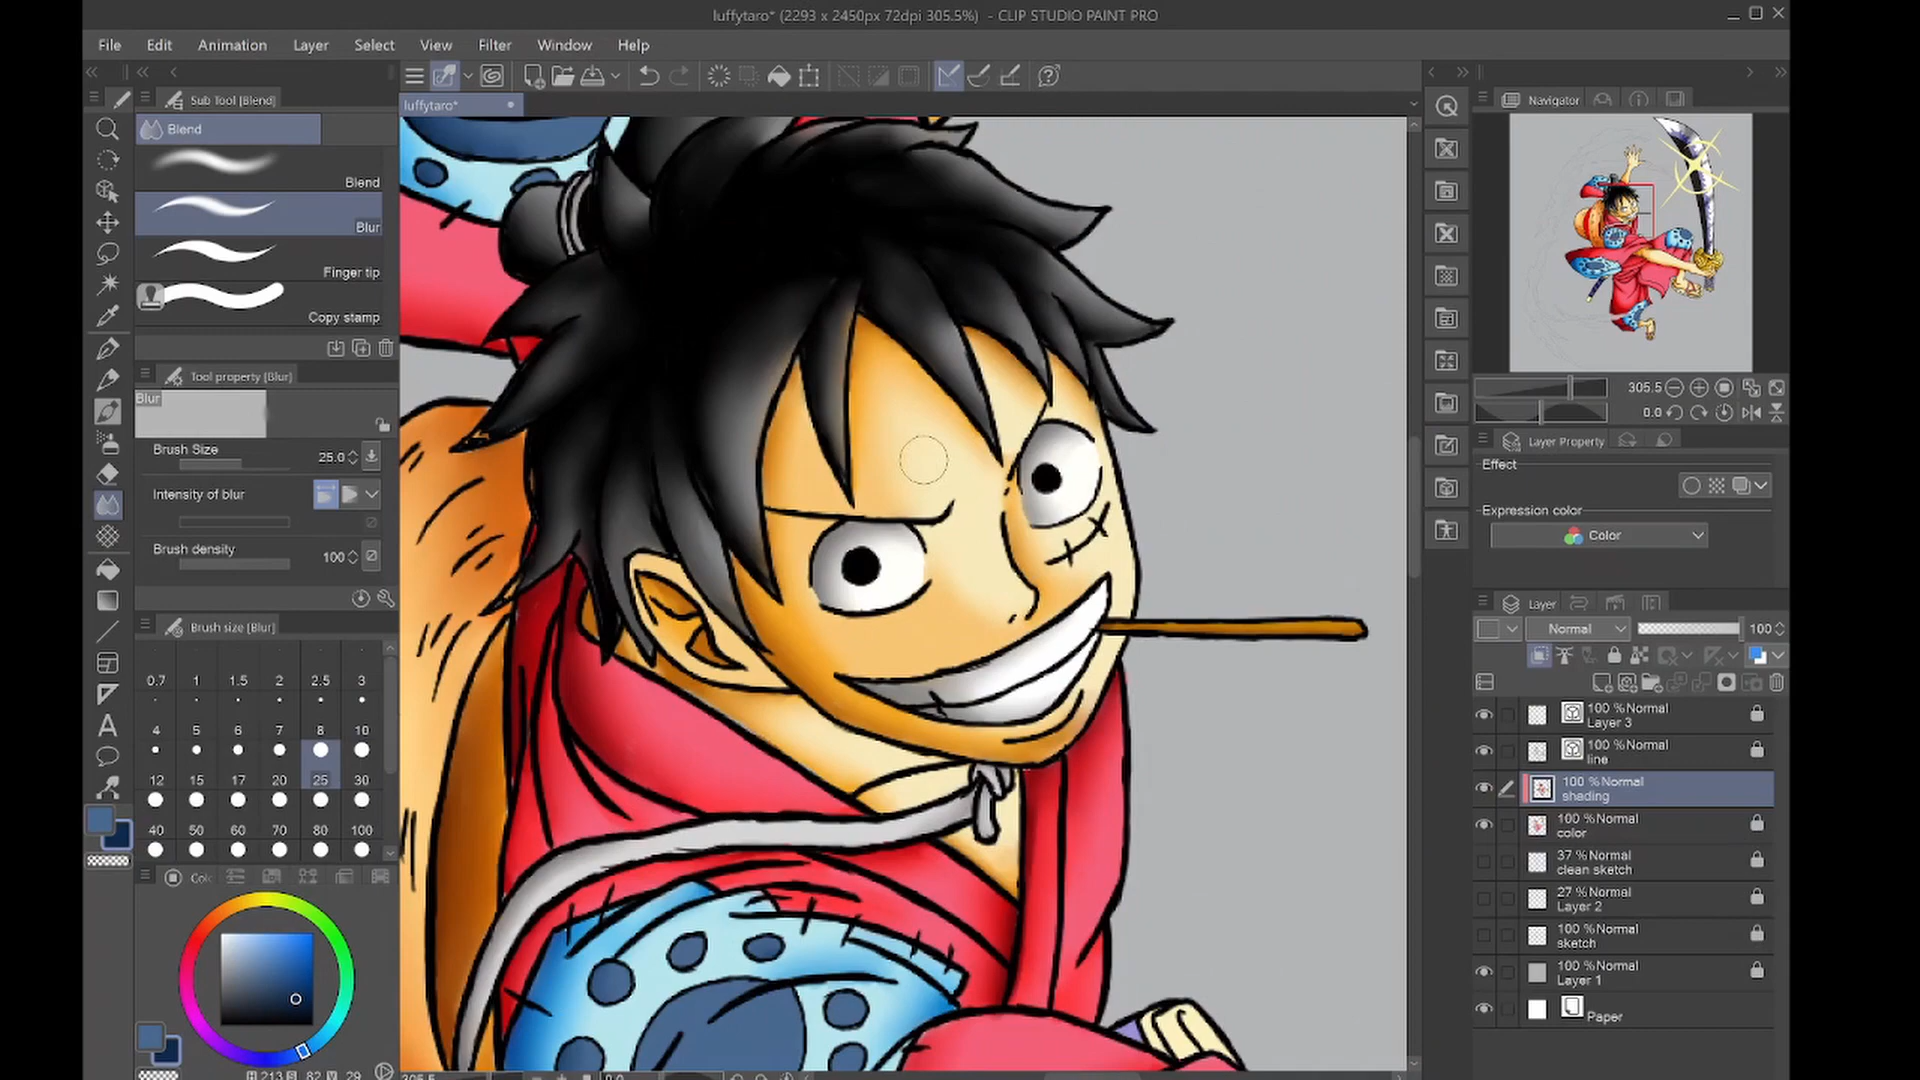 luffytaro* (2293 x 2450px 72dpi 305.5%) - CLIP STUDIO PAINT PRO
File Edit Animation Layer Select View Filter Window Help
Sub Tool [Blend]
luffytaro*
Navigator
Blend
Blend
Blur
Finger tip
Copy stamp
Tool property [Blur]
Blur
Brush Size 25.0
Intensity of blur
Brush density 100
305.5
0.0
Layer Property
Effect
Expression color
Color
Brush size [Blur]
0.7 1 1.5 2 2.5 3
4 5 6 7 8 10
12 15 17 20 25 30
40 50 60 70 80 100
Layer
Normal 100
100 %Normal
Layer 3
100 %Normal
line
100 %Normal
shading
100 %Normal
color
37 %Normal
clean sketch
27 %Normal
Layer 2
100 %Normal
sketch
100 %Normal
Layer 1
Paper
A